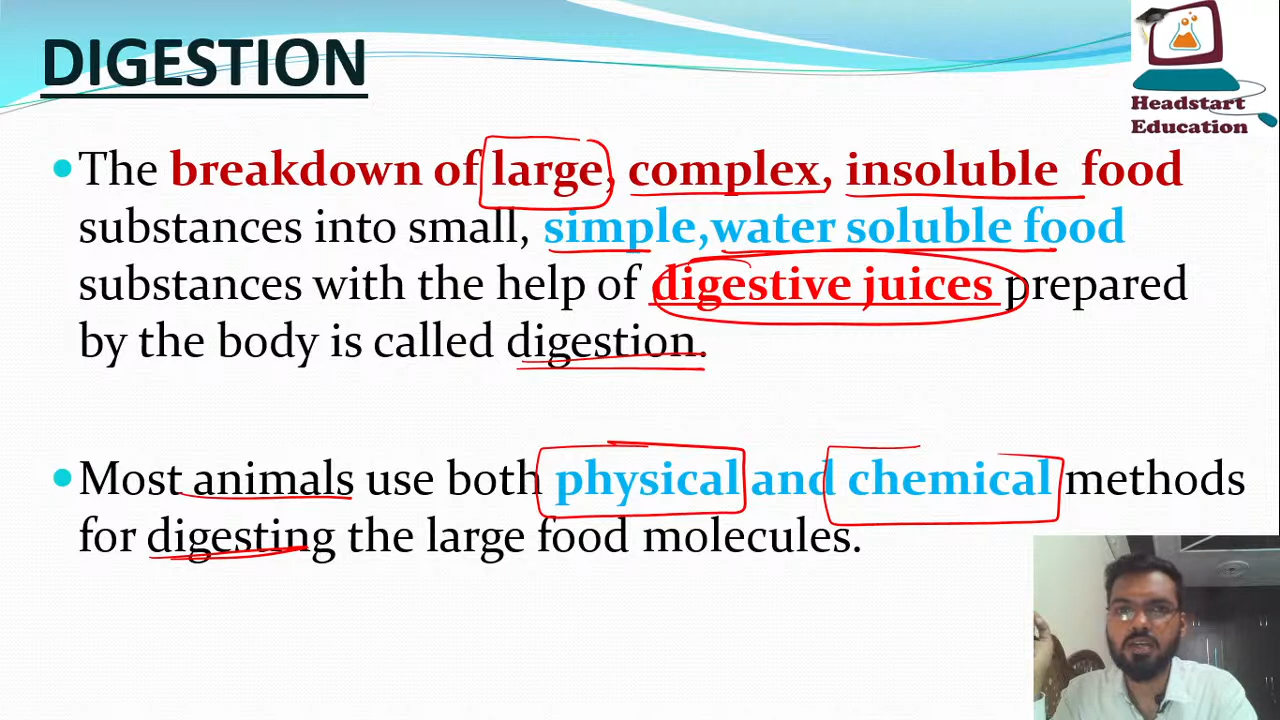 DIGESTION
Headstart
Education
•The breakdown of large, complex, insoluble food
substances into small, simple,water soluble food
substances with the help of digestive juices prepared
by the body is called digestion.
•Most animals use both physical and chemical methods
for digesting the large food molecules.